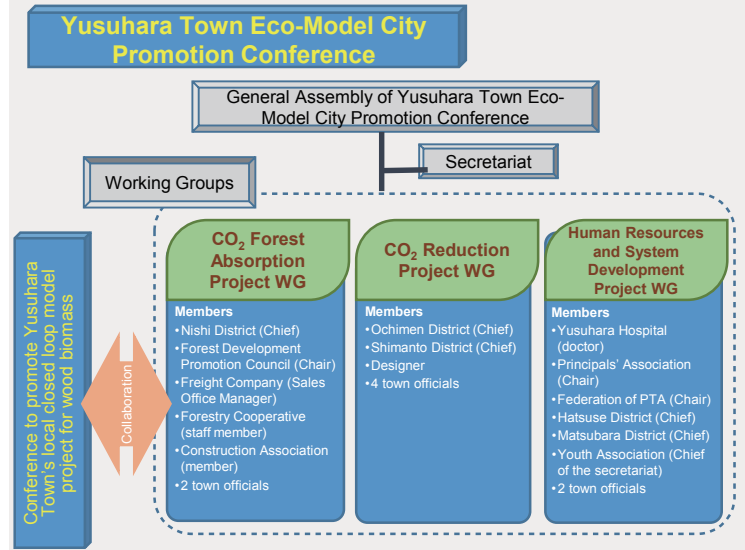 Yusuhara Town Eco-Model City
Promotion Conference
General Assembly of Yusuhara Town Eco-
Model City Promotion Conference
Secretariat
Working Groups
Conference to promote Yusuhara
Town's local closed loop model
project for wood biomass
Collaboration
CO2 Forest
Absorption
Project WG
Members
•Nishi District (Chief)
•Forest Development
Promotion Council (Chair)
•Freight Company (Sales
Office Manager)
•Forestry Cooperative
(staff member)
•Construction Association
(member)
•2 town officials
CO2 Reduction
Project WG
Members
•Ochimen District (Chief)
•Shimanto District (Chief)
•Designer
•4 town officials
Human Resources
and System
Development
Project WG
Members
•Yusuhara Hospital
(doctor)
•Principals' Association
(Chair)
•Federation of PTA (Chair)
•Hatsuse District (Chief)
•Matsubara District (Chief)
•Youth Association (Chief
of the secretariat)
•2 town officials